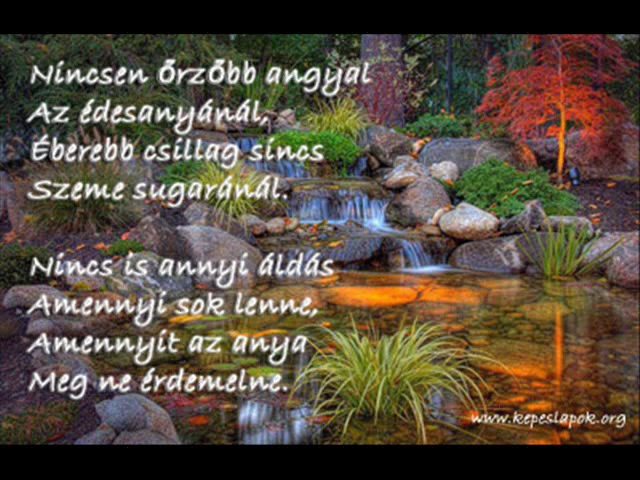 Nincsen őrzőbb angyal
Az édesanyánál,
Éberebb csillag sincs
Szeme sugaránál.
Nincs is annyi áldás
Amennyi sok lenne,
Amennyit az anya
Meg ne érdemelne.
www.kepeslapok.org